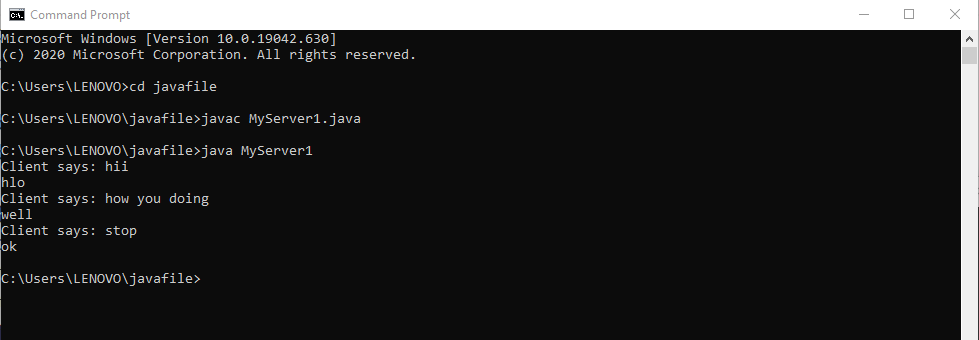 Command Prompt
Microsoft Windows [Version 10.0.19042.630]
(c) 2020 Microsoft Corporation. All rights reserved.
C:\Users\LENOVO>cd javafile
C:\Users\LENOVO\javafile>javac MyServer1.java
C:\Users\LENOVO\javafile>java MyServer1
Client says: hii
hlo
Client says: how you doing
well
Client says: stop
ok
C:\Users\LENOVO\javafile>